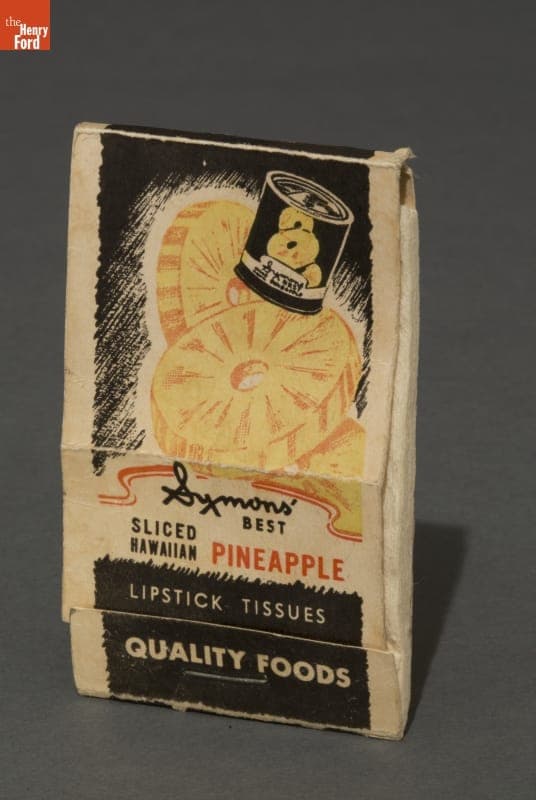 the
Henry
Ford
Symons'
BEST
SLICED
HAWAIIAN PINEAPPLE
LIPSTICK TISSUES
QUALITY FOODS